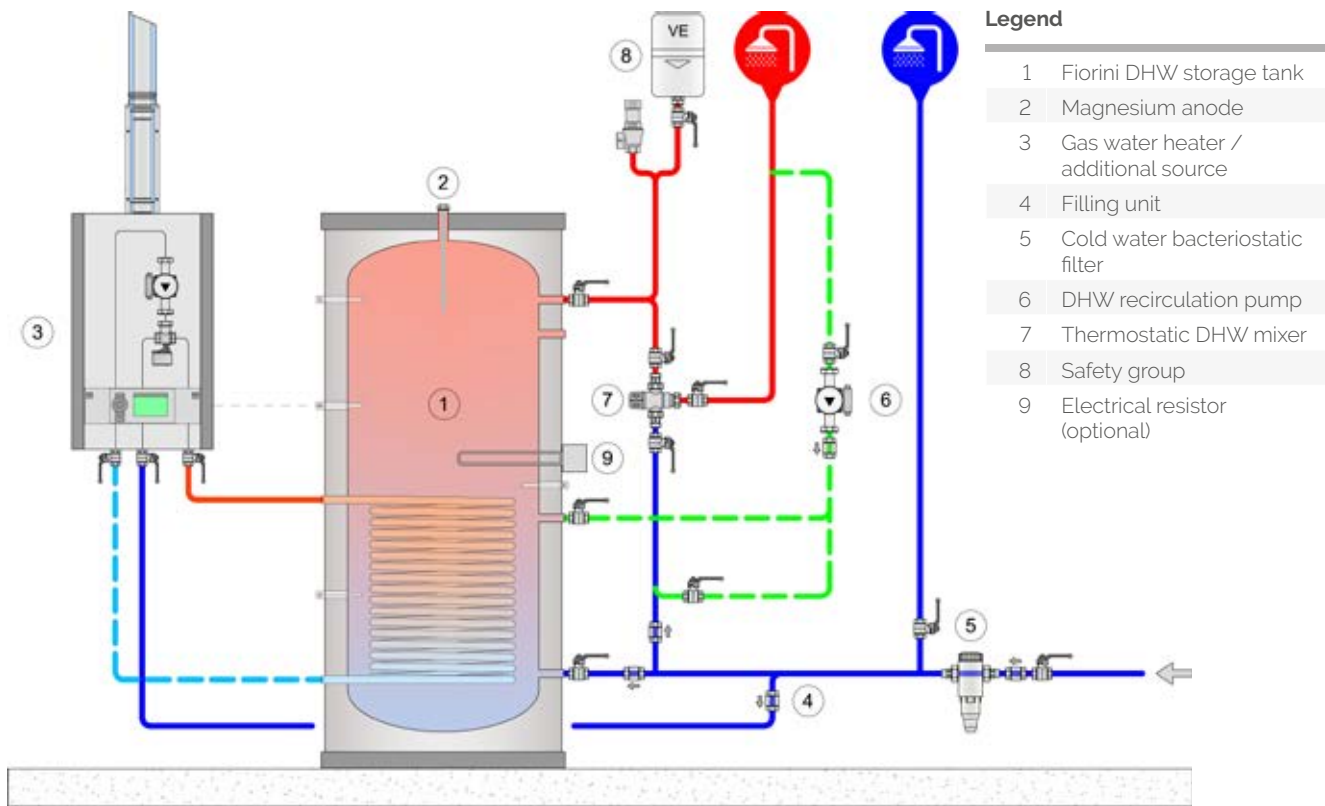 VE
8
2
3
1
7
6
9
5
4
Legend
1 Fiorini DHW storage tank
2 Magnesium anode
3 Gas water heater /
additional source
4 Filling unit
5 Cold water bacteriostatic
filter
6 DHW recirculation pump
7 Thermostatic DHW mixer
8 Safety group
9 Electrical resistor
(optional)